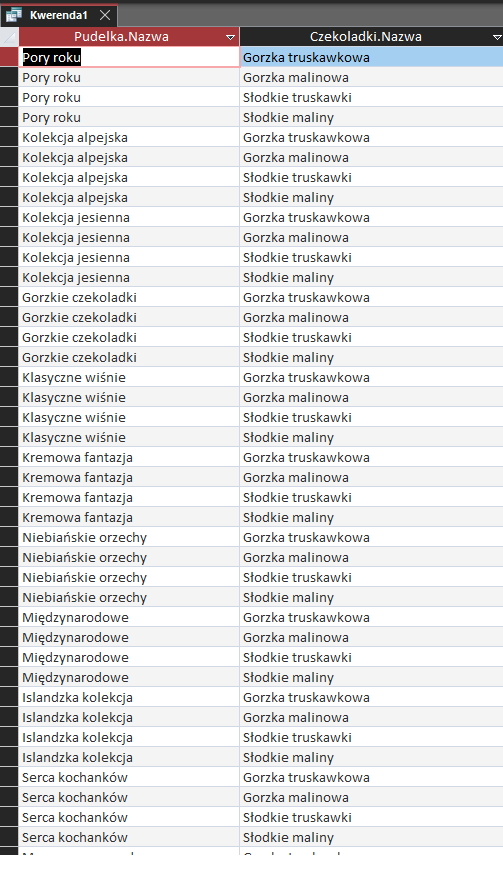 Kwerenda1
Pudelka.Nazwa Czekoladki.Nazwa
Pory roku Gorzka truskawkowa
Pory roku Gorzka malinowa
Pory roku Słodkie truskawki
Pory roku Słodkie maliny
Kolekcja alpejska Gorzka truskawkowa
Kolekcja alpejska Gorzka malinowa
Kolekcja alpejska Słodkie truskawki
Kolekcja alpejska Słodkie maliny
Kolekcja jesienna Gorzka truskawkowa
Kolekcja jesienna Gorzka malinowa
Kolekcja jesienna Słodkie truskawki
Kolekcja jesienna Słodkie maliny
Gorzkie czekoladki Gorzka truskawkowa
Gorzkie czekoladki Gorzka malinowa
Gorzkie czekoladki Słodkie truskawki
Gorzkie czekoladki Słodkie maliny
Klasyczne wiśnie Gorzka truskawkowa
Klasyczne wiśnie Gorzka malinowa
Klasyczne wiśnie Słodkie truskawki
Klasyczne wiśnie Słodkie maliny
Kremowa fantazja Gorzka truskawkowa
Kremowa fantazja Gorzka malinowa
Kremowa fantazja Słodkie truskawki
Kremowa fantazja Słodkie maliny
Niebiańskie orzechy Gorzka truskawkowa
Niebiańskie orzechy Gorzka malinowa
Niebiańskie orzechy Słodkie truskawki
Niebiańskie orzechy Słodkie maliny
Międzynarodowe Gorzka truskawkowa
Międzynarodowe Gorzka malinowa
Międzynarodowe Słodkie truskawki
Międzynarodowe Słodkie maliny
Islandzka kolekcja Gorzka truskawkowa
Islandzka kolekcja Gorzka malinowa
Islandzka kolekcja Słodkie truskawki
Islandzka kolekcja Słodkie maliny
Serca kochanków Gorzka truskawkowa
Serca kochanków Gorzka malinowa
Serca kochanków Słodkie truskawki
Serca kochanków Słodkie maliny